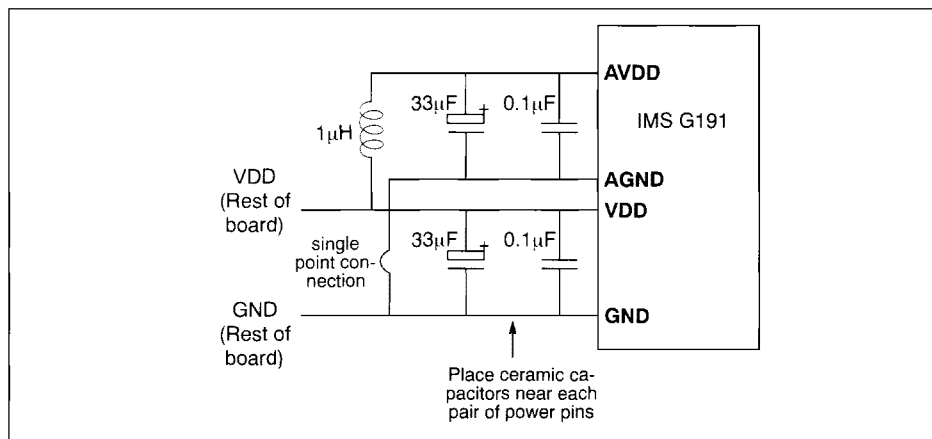 AVDD
33μF
+
0.1μF
IMS G191
1μH
AGND
VDD
(Rest of
board)
VDD
single
point con-
nection
33μF
+
0.1μF
GND
(Rest of
board)
GND
Place ceramic ca-
pacitors near each
pair of power pins